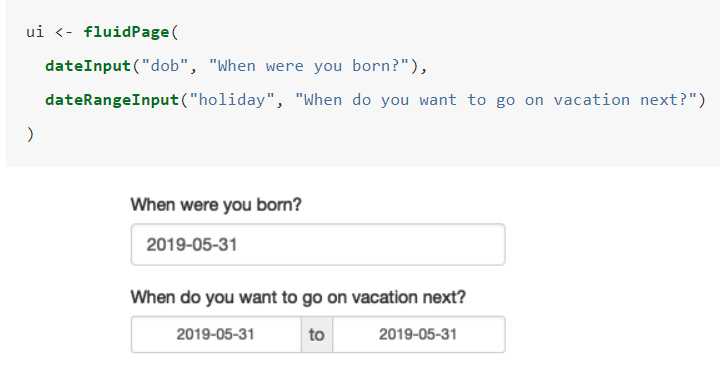 ui <- fluidPage(
  dateInput("dob", "When were you born?"),
  dateRangeInput("holiday", "When do you want to go on vacation next?")
)
When were you born?
2019-05-31
When do you want to go on vacation next?
2019-05-31 to 2019-05-31